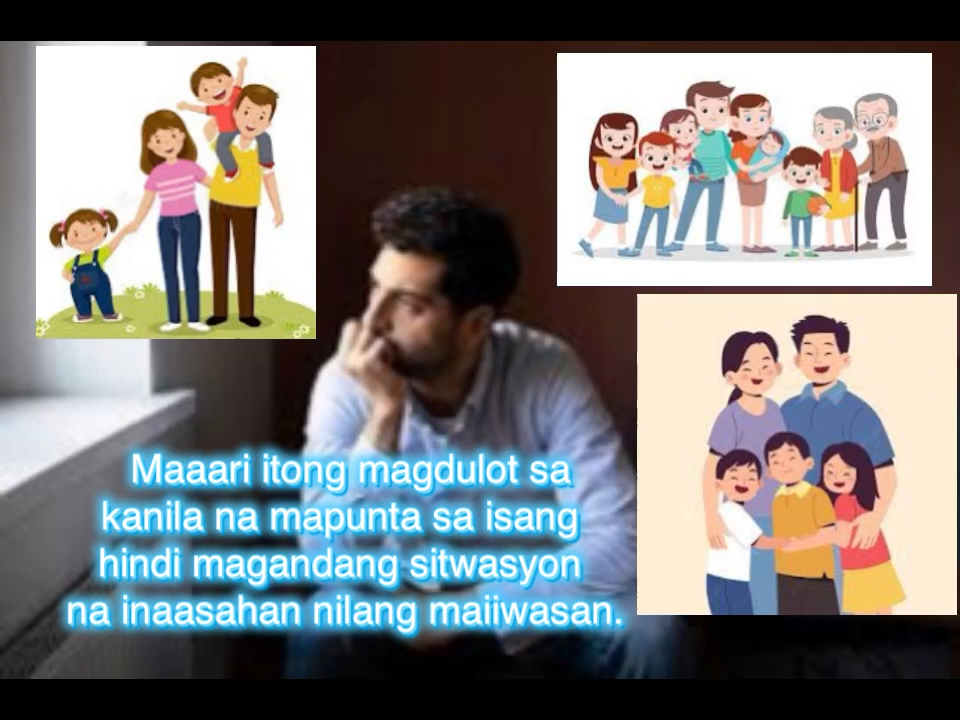 Maaari itong magdulot sa
kanila na mapunta sa isang
hindi magandang sitwasyon
na inaasahan nilang maiiwasan.